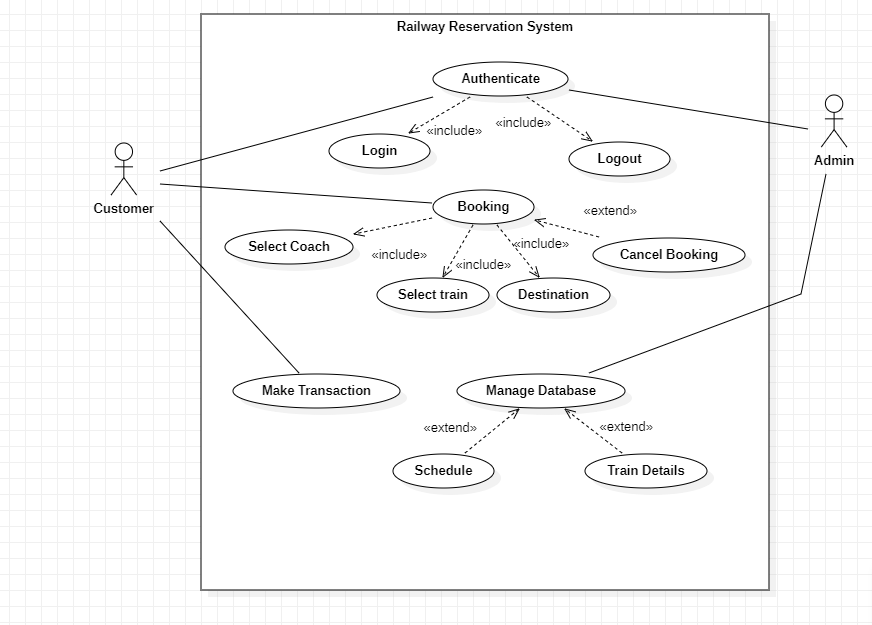 Railway Reservation System
Authenticate
«include»
«include»
Login
Logout
Admin
Customer
Booking
«extend»
Select Coach
«include»
«include»
«include»
Cancel Booking
Select train
Destination
Make Transaction
Manage Database
«extend»
«extend»
Schedule
Train Details